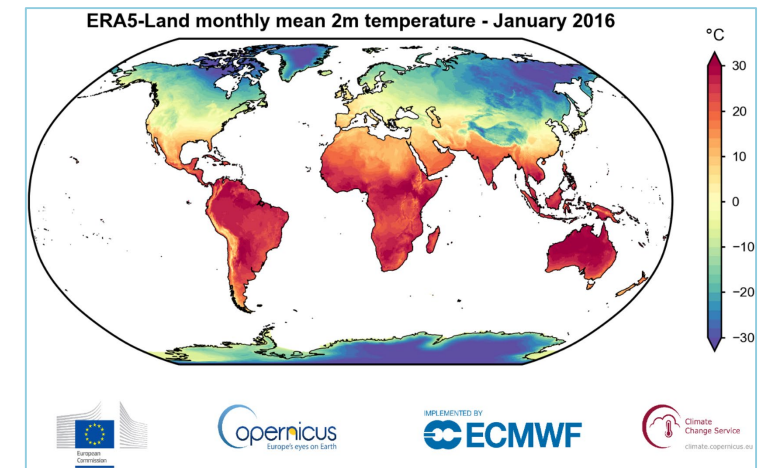 ERA5-Land monthly mean 2m temperature - January 2016
°C
30
20
10
0
−10
−20
−30
European
Commission
opernicus
Europe's eyes on Earth
IMPLEMENTED BY
ECMWF
Climate
Change Service
climate.copernicus.eu